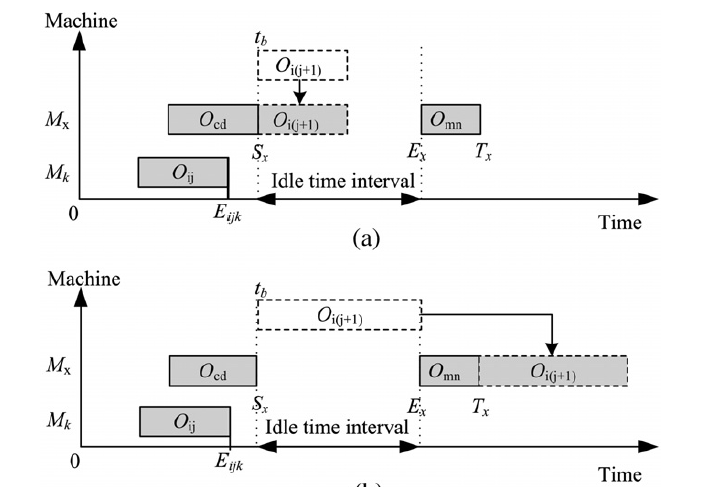 Machine
t_b
O_i(j+1)
M_x O_cd O_i(j+1) O_mn
S_x E_x T_x
M_k O_ij Idle time interval
0 E_ijk Time
(a)
Machine
t_b
O_i(j+1)
M_x O_cd O_mn O_i(j+1)
S_x E_x T_x
M_k O_ij Idle time interval
0 E_ijk Time